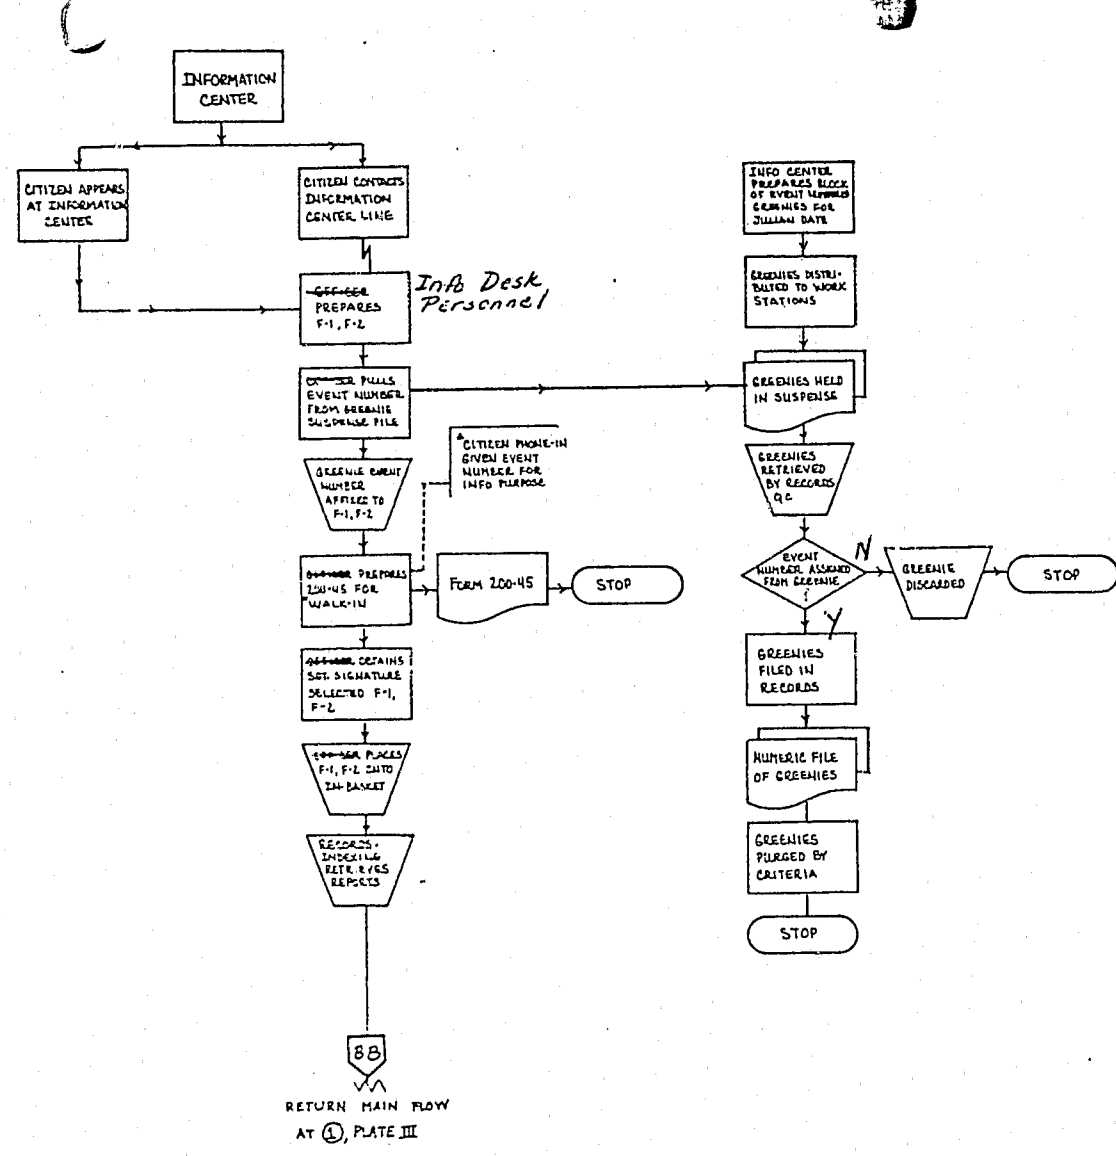 INFORMATION
CENTER
CITIZEN APPEARS
AT INFORMATION
CENTER
CITIZEN CONTACTS
INFORMATION
CENTER LINE
OFFICER
PREPARES
F-1, F-2
Info Desk
Personnel
PULLS
EVENT NUMBER
FROM GREENIE
SUSPENSE FILE
GREENIE EVENT
NUMBER
AFFIXED TO
F-1, F-2
*CITIZEN PHONE-IN
GIVEN EVENT
NUMBER FOR
INFO PURPOSE
OFFICER PREPARES
200-45 FOR
*WALK-IN
FORM 200-45
STOP
OFFICER OBTAINS
SGT. SIGNATURE
SELECTED F-1,
F-2
OFFICER PLACES
F-1, F-2 INTO
IN-BASKET
RECORDS-
INDEXING
RETRIEVES
REPORTS
BB
RETURN MAIN FLOW
AT ①, PLATE III
INFO CENTER
PREPARES BLOCK
OF EVENT NUMBERED
GREENIES FOR
JULIAN DATE
GREENIES DISTRI-
BUTED TO WORK
STATIONS
GREENIES HELD
IN SUSPENSE
GREENIES
RETRIEVED
BY RECORDS
QC
EVENT
NUMBER ASSIGNED
FROM GREENIE
N
GREENIE
DISCARDED
STOP
Y
GREENIES
FILED IN
RECORDS
NUMERIC FILE
OF GREENIES
GREENIES
PURGED BY
CRITERIA
STOP